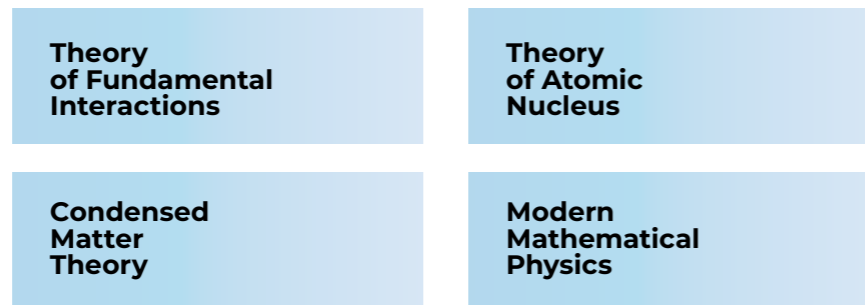 Theory
of Fundamental
Interactions
Theory
of Atomic
Nucleus
Condensed
Matter
Theory
Modern
Mathematical
Physics